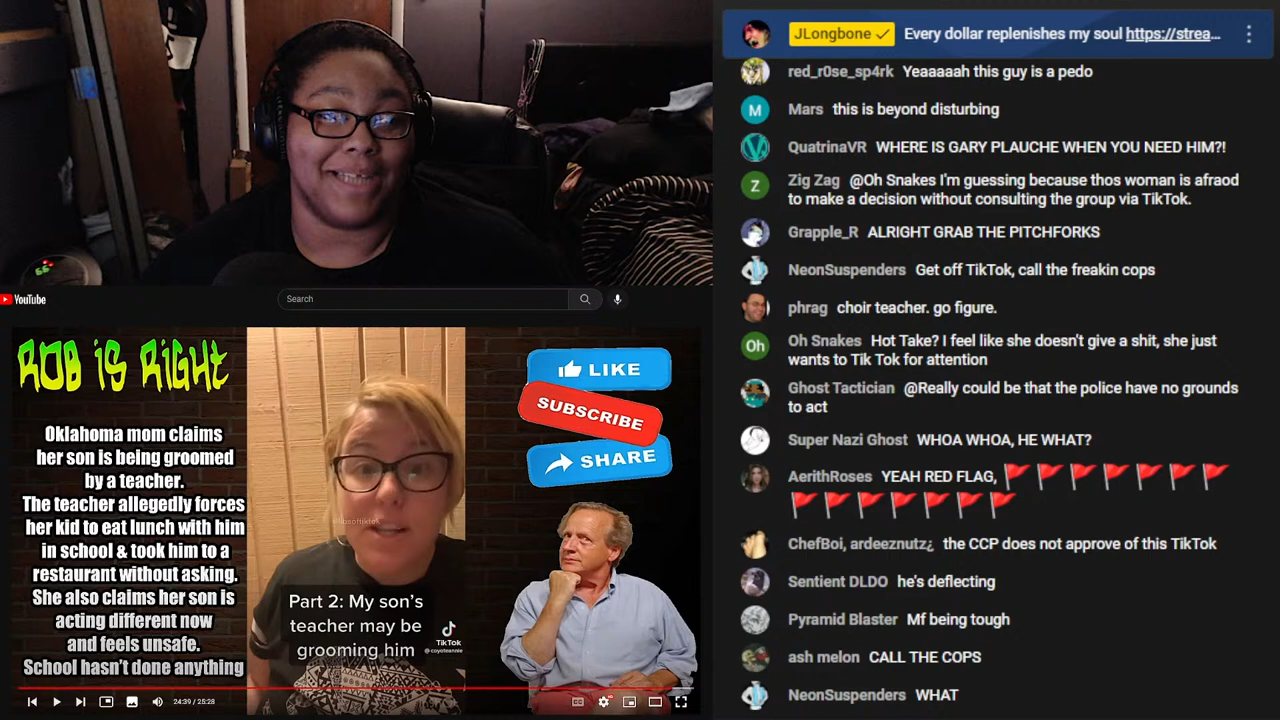 YouTube
Search
ROB iS RiGHT
Oklahoma mom claims
her son is being groomed
by a teacher.
The teacher allegedly forces
her kid to eat lunch with him
in school & took him to a
restaurant without asking.
She also claims her son is
acting different now
and feels unsafe.
School hasn't done anything
@libsoftiktok
Part 2: My son's
teacher may be
grooming him
TikTok
@coyoteannie
LIKE
SUBSCRIBE
SHARE
24:39 / 25:28
JLongbone Every dollar replenishes my soul https://strea...
red_r0se_sp4rk Yeaaaaah this guy is a pedo
M Mars this is beyond disturbing
QuatrinaVR WHERE IS GARY PLAUCHE WHEN YOU NEED HIM?!
Z Zig Zag @Oh Snakes I'm guessing because thos woman is afraod
to make a decision without consulting the group via TikTok.
Grapple_R ALRIGHT GRAB THE PITCHFORKS
NeonSuspenders Get off TikTok, call the freakin cops
phrag choir teacher. go figure.
Oh Oh Snakes Hot Take? I feel like she doesn't give a shit, she just
wants to Tik Tok for attention
Ghost Tactician @Really could be that the police have no grounds
to act
Super Nazi Ghost WHOA WHOA, HE WHAT?
AerithRoses YEAH RED FLAG, 🚩🚩🚩🚩🚩🚩🚩
🚩🚩🚩🚩🚩🚩🚩
ChefBoi, ardeeznutz¿ the CCP does not approve of this TikTok
Sentient DLDO he's deflecting
Pyramid Blaster Mf being tough
ash melon CALL THE COPS
NeonSuspenders WHAT